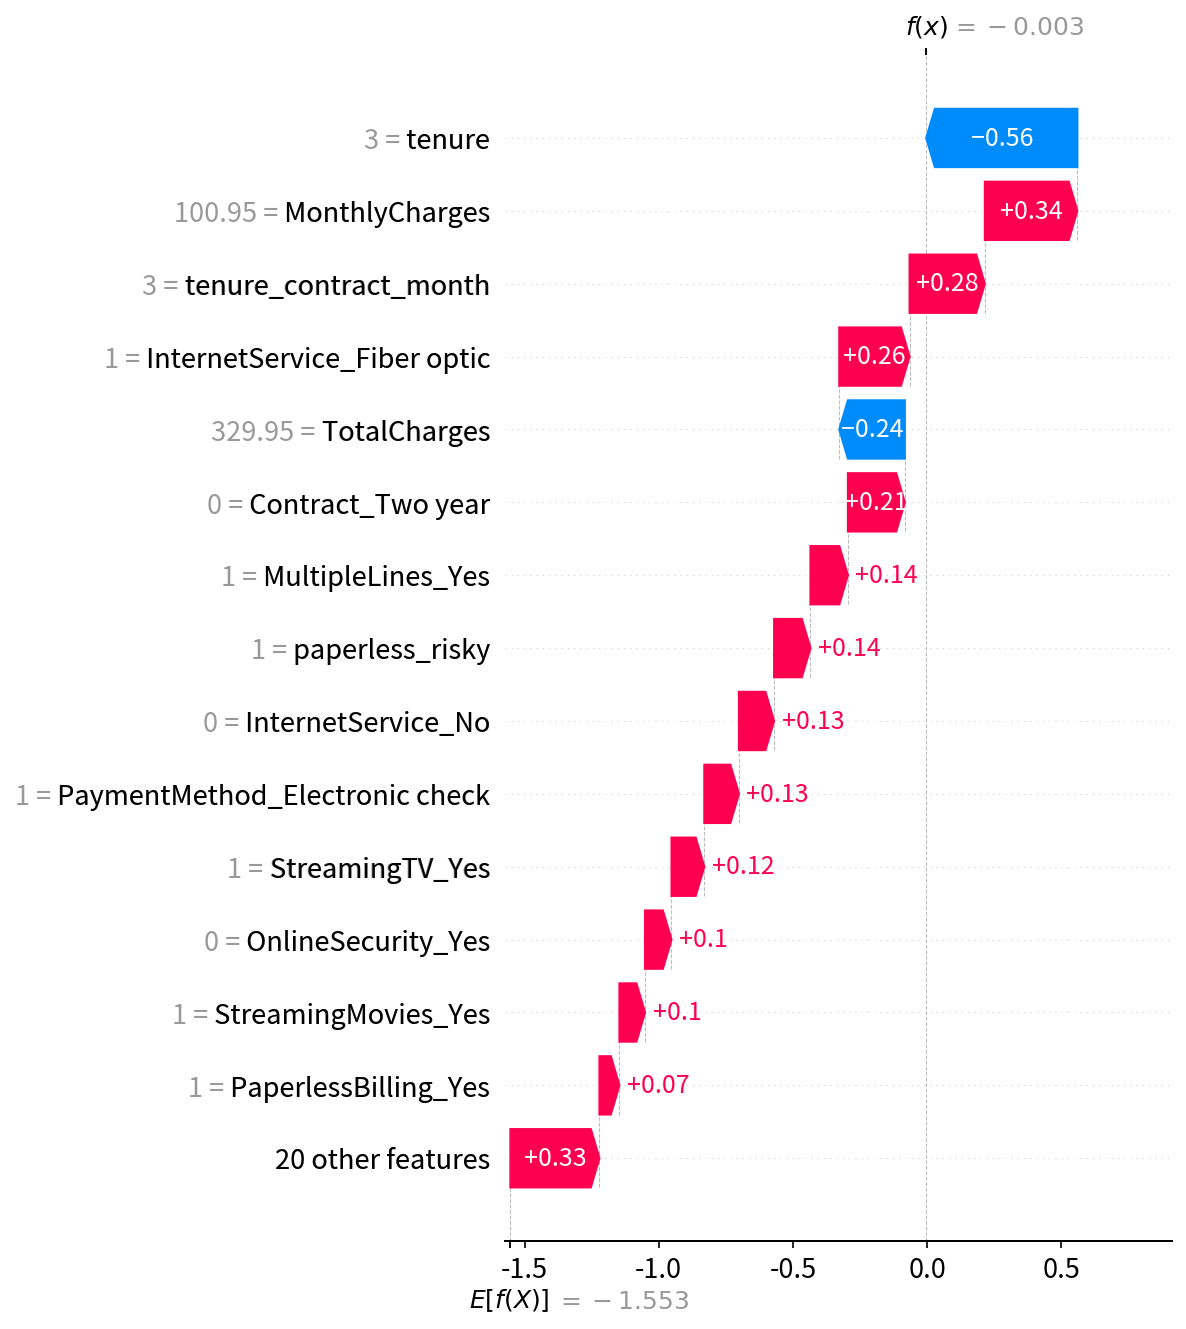 f(x) = −0.003
3 = tenure −0.56
100.95 = MonthlyCharges +0.34
3 = tenure_contract_month +0.28
1 = InternetService_Fiber optic +0.26
329.95 = TotalCharges −0.24
0 = Contract_Two year +0.21
1 = MultipleLines_Yes +0.14
1 = paperless_risky +0.14
0 = InternetService_No +0.13
1 = PaymentMethod_Electronic check +0.13
1 = StreamingTV_Yes +0.12
0 = OnlineSecurity_Yes +0.1
1 = StreamingMovies_Yes +0.1
1 = PaperlessBilling_Yes +0.07
20 other features +0.33
-1.5 -1.0 -0.5 0.0 0.5
E[f(X)] = −1.553